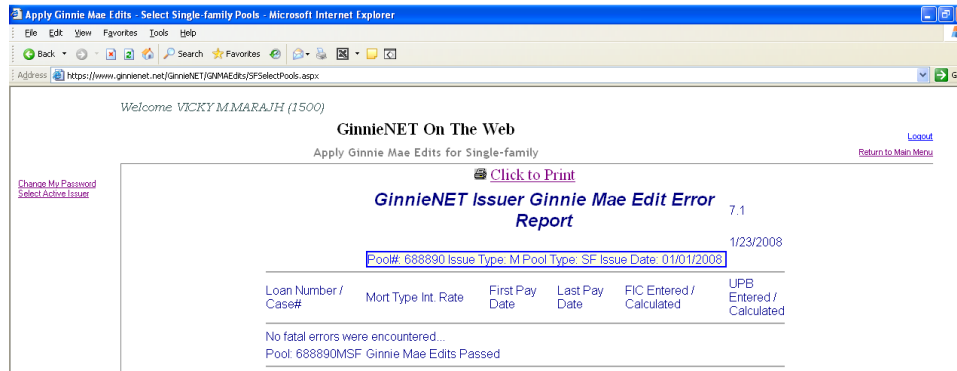 Apply Ginnie Mae Edits - Select Single-family Pools - Microsoft Internet Explorer
File Edit View Favorites Tools Help
Back Search Favorites
Address https://www.ginnienet.net/GinnieNET/GNMAEdits/SFSelectPools.aspx
Welcome VICKY M.MARAJH (1500)
GinnieNET On The Web
Logout
Apply Ginnie Mae Edits for Single-family
Return to Main Menu
Click to Print
Change My Password
Select Active Issuer
GinnieNET Issuer Ginnie Mae Edit Error
Report
7.1
1/23/2008
Pool#: 688890 Issue Type: M Pool Type: SF Issue Date: 01/01/2008
Loan Number /
Case#
Mort Type Int. Rate
First Pay
Date
Last Pay
Date
FIC Entered /
Calculated
UPB
Entered /
Calculated
No fatal errors were encountered...
Pool: 688890MSF Ginnie Mae Edits Passed